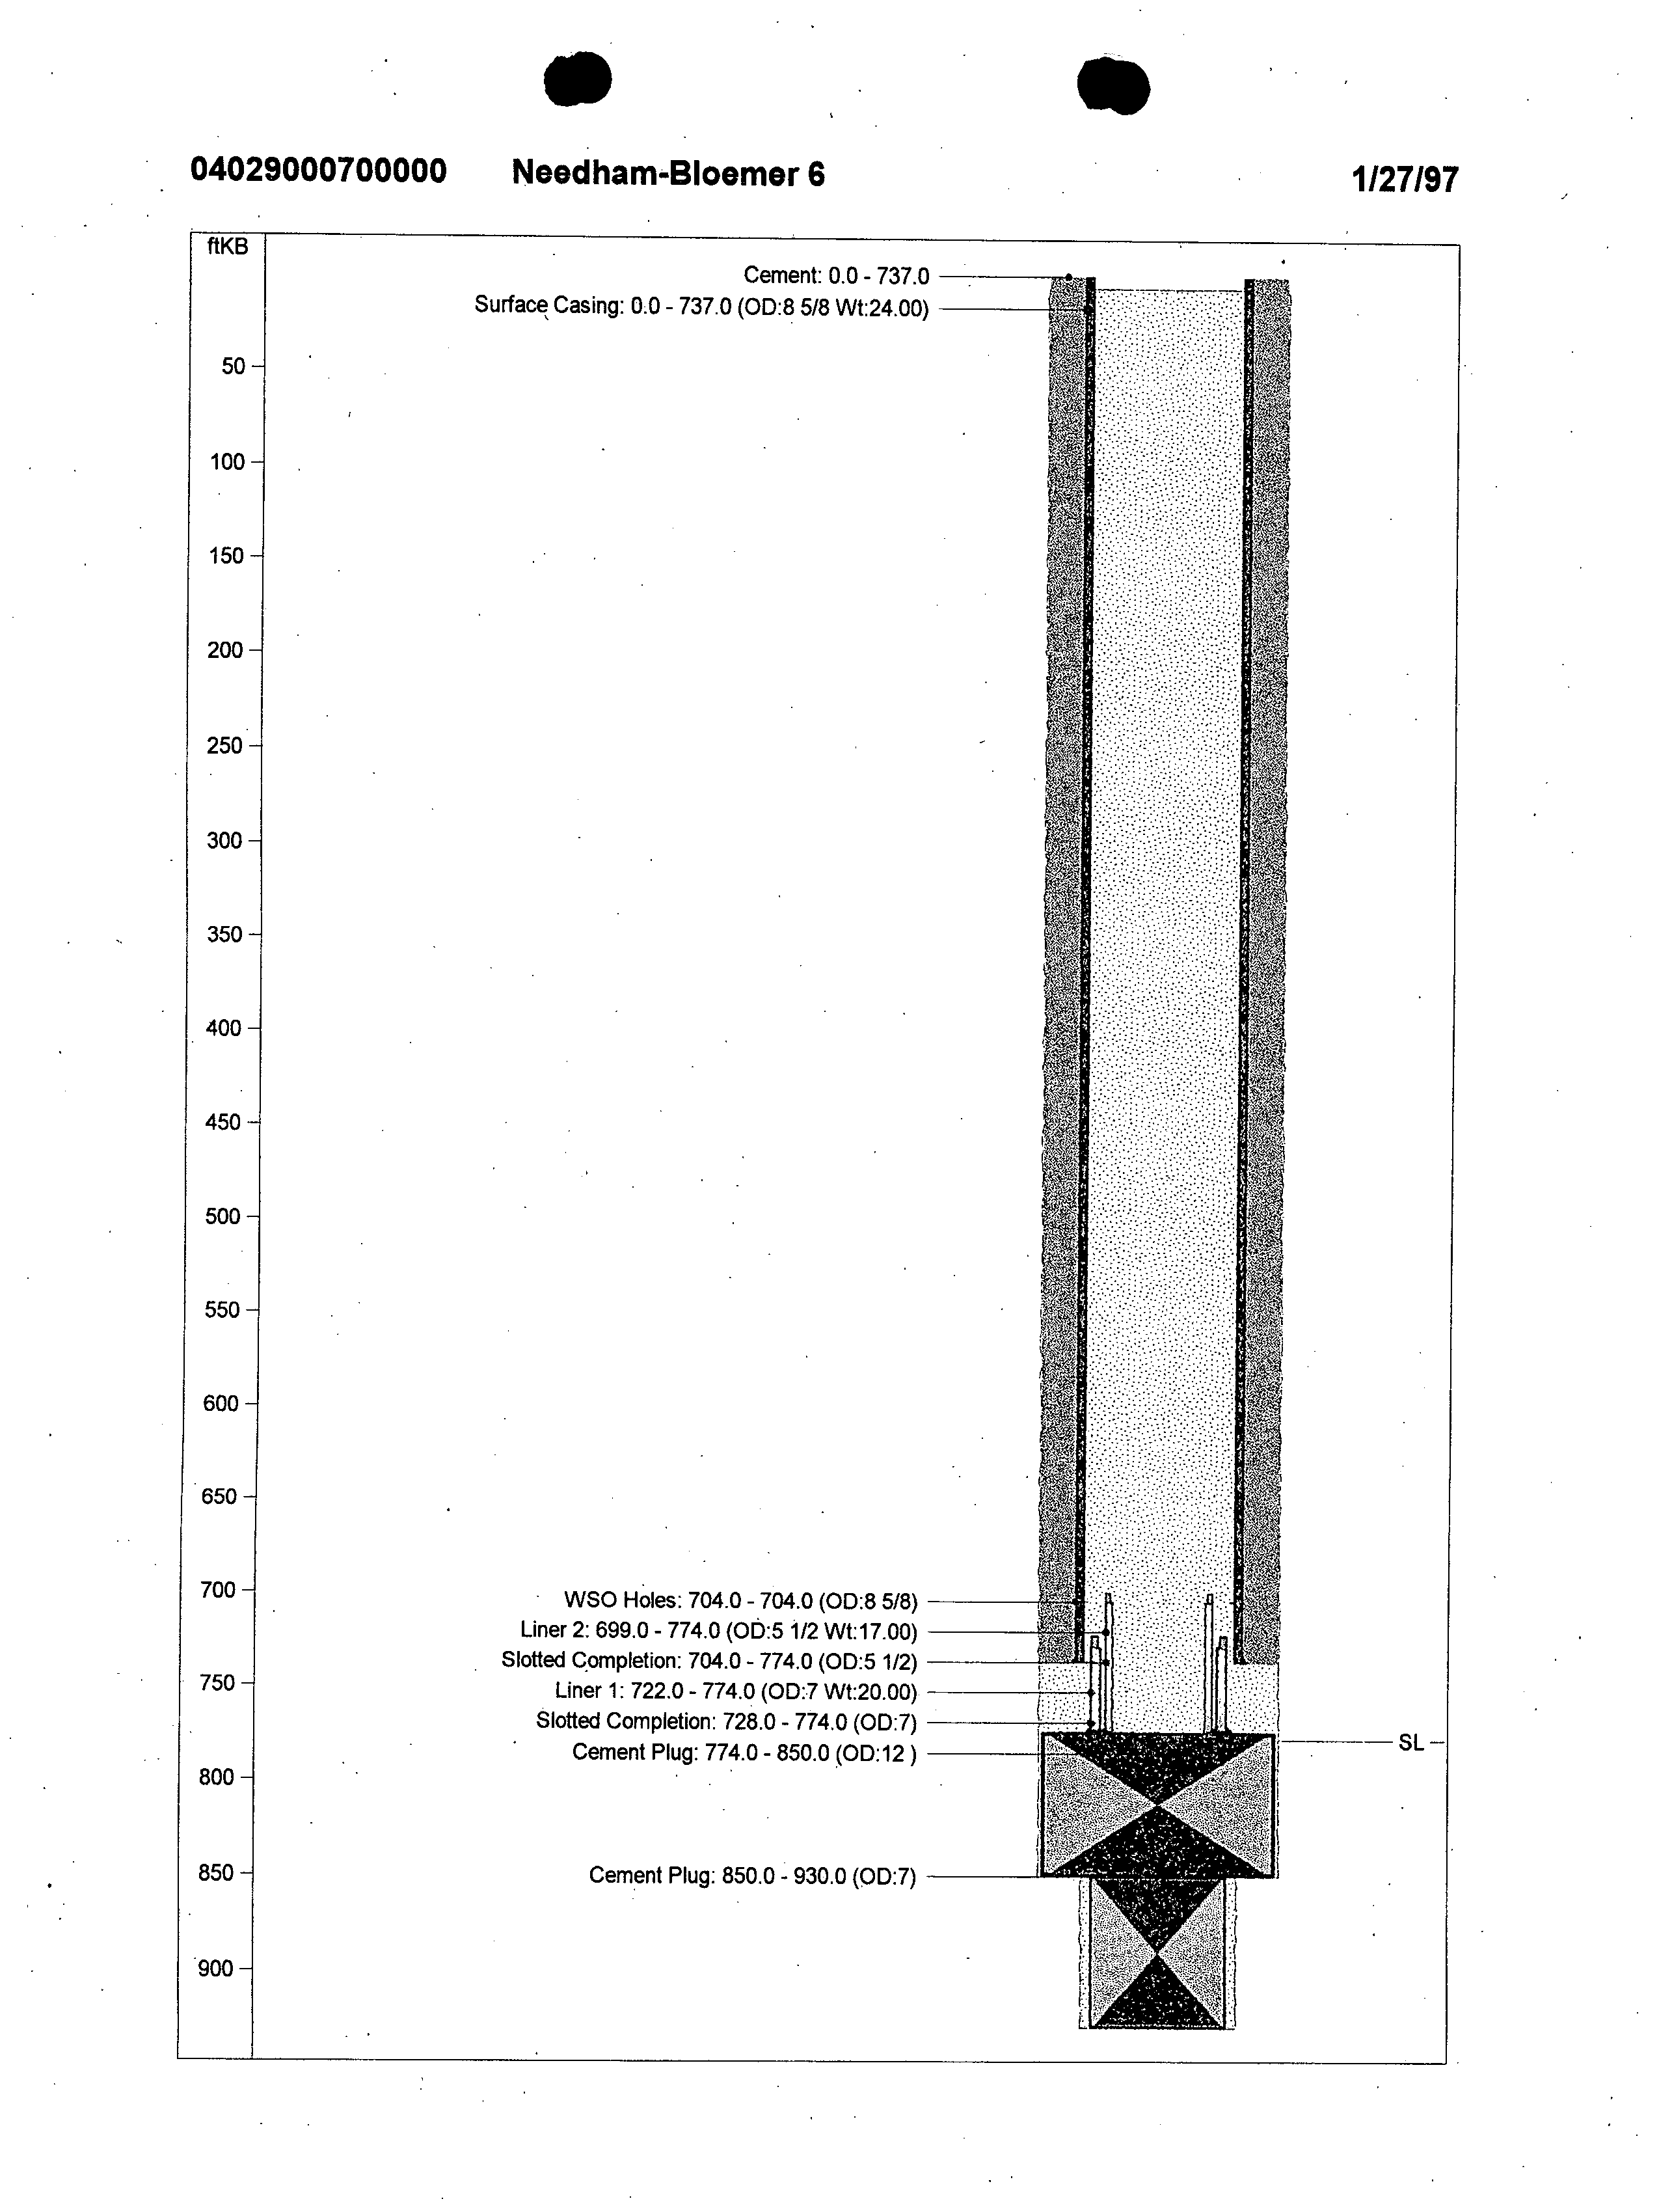 04029000700000 Needham-Bloemer 6 1/27/97
ftKB
Cement: 0.0 - 737.0
Surface Casing: 0.0 - 737.0 (OD:8 5/8 Wt:24.00)
50
100
150
200
250
300
350
400
450
500
550
600
650
700
WSO Holes: 704.0 - 704.0 (OD:8 5/8)
Liner 2: 699.0 - 774.0 (OD:5 1/2 Wt:17.00)
Slotted Completion: 704.0 - 774.0 (OD:5 1/2)
750
Liner 1: 722.0 - 774.0 (OD:7 Wt:20.00)
Slotted Completion: 728.0 - 774.0 (OD:7)
SL
Cement Plug: 774.0 - 850.0 (OD:12 )
800
850
Cement Plug: 850.0 - 930.0 (OD:7)
900